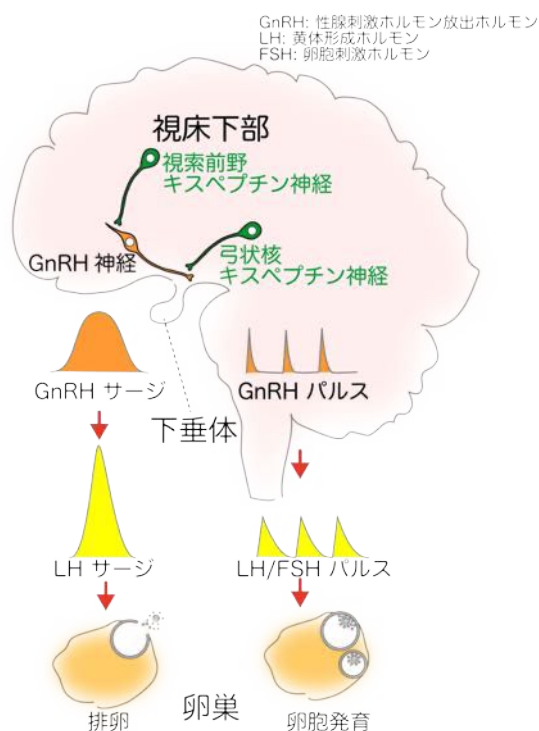 GnRH: 性腺刺激ホルモン放出ホルモン
LH: 黄体形成ホルモン
FSH: 卵胞刺激ホルモン
視床下部
視索前野
キスペプチン神経
GnRH 神経
弓状核
キスペプチン神経
GnRH サージ
GnRH パルス
下垂体
LH サージ
LH/FSH パルス
排卵
卵巣
卵胞発育